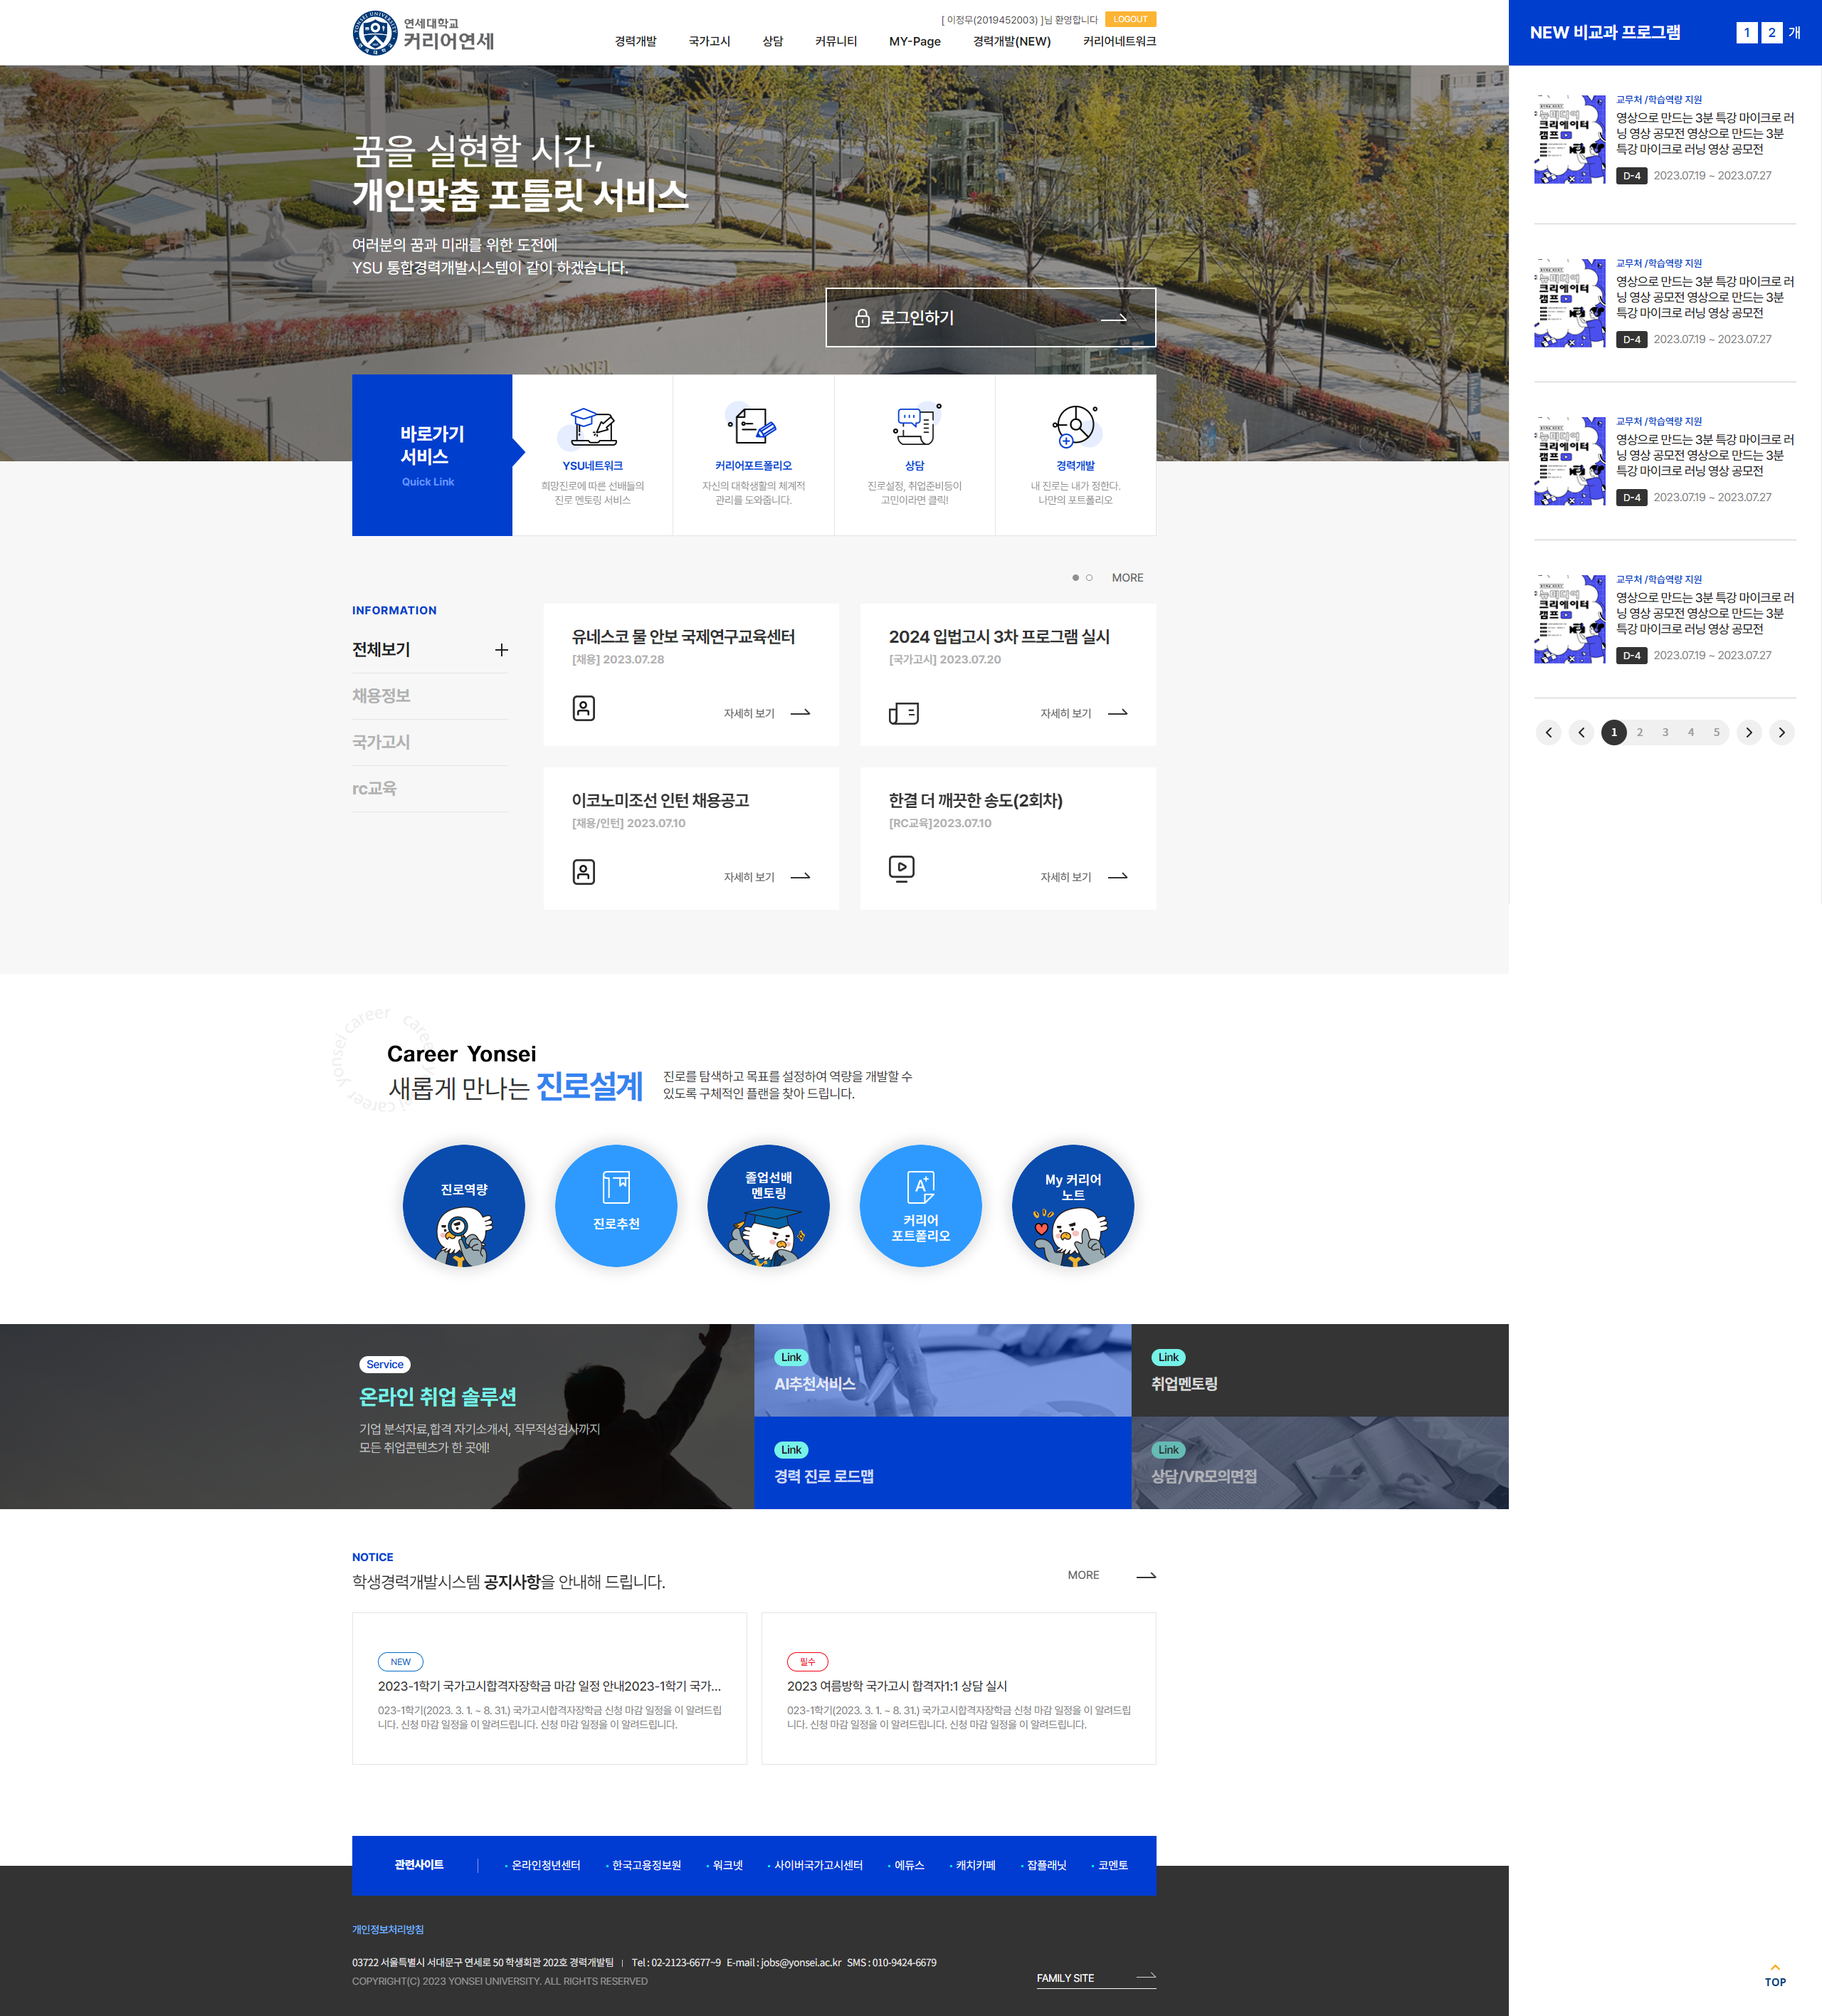 연세대학교
커리어연세
[ 이정무(2019452003) ]님 환영합니다
LOGOUT
경력개발
국가고시
상담
커뮤니티
MY-Page
경력개발(NEW)
커리어네트워크
꿈을 실현할 시간,
개인맞춤 포틀릿 서비스
여러분의 꿈과 미래를 위한 도전에
YSU 통합경력개발시스템이 같이 하겠습니다.
로그인하기
YONSEI
바로가기
서비스
Quick Link
YSU네트워크
희망진로에 따른 선배들의
진로 멘토링 서비스
커리어포트폴리오
자신의 대학생활의 체계적
관리를 도와줍니다.
상담
진로설정, 취업준비등이
고민이라면 클릭!
경력개발
내 진로는 내가 정한다.
나만의 포트폴리오
MORE
INFORMATION
전체보기
채용정보
국가고시
rc교육
유네스코 물 안보 국제연구교육센터
[채용] 2023.07.28
자세히 보기
2024 입법고시 3차 프로그램 실시
[국가고시] 2023.07.20
자세히 보기
이코노미조선 인턴 채용공고
[채용/인턴] 2023.07.10
자세히 보기
한결 더 깨끗한 송도(2회차)
[RC교육]2023.07.10
자세히 보기
NEW 비교과 프로그램
1 2 개
크리에이터
캠프
교무처 /학습역량 지원
영상으로 만드는 3분 특강 마이크로 러
닝 영상 공모전 영상으로 만드는 3분
특강 마이크로 러닝 영상 공모전
D-4 2023.07.19 ~ 2023.07.27
크리에이터
캠프
교무처 /학습역량 지원
영상으로 만드는 3분 특강 마이크로 러
닝 영상 공모전 영상으로 만드는 3분
특강 마이크로 러닝 영상 공모전
D-4 2023.07.19 ~ 2023.07.27
크리에이터
캠프
교무처 /학습역량 지원
영상으로 만드는 3분 특강 마이크로 러
닝 영상 공모전 영상으로 만드는 3분
특강 마이크로 러닝 영상 공모전
D-4 2023.07.19 ~ 2023.07.27
크리에이터
캠프
교무처 /학습역량 지원
영상으로 만드는 3분 특강 마이크로 러
닝 영상 공모전 영상으로 만드는 3분
특강 마이크로 러닝 영상 공모전
D-4 2023.07.19 ~ 2023.07.27
1 2 3 4 5
Career Yonsei
새롭게 만나는 진로설계
진로를 탐색하고 목표를 설정하여 역량을 개발할 수
있도록 구체적인 플랜을 찾아 드립니다.
진로역량
진로추천
졸업선배
멘토링
A+
커리어
포트폴리오
My 커리어
노트
Service
온라인 취업 솔루션
기업 분석자료,합격 자기소개서, 직무적성검사까지
모든 취업콘텐츠가 한 곳에!
Link
AI추천서비스
Link
취업멘토링
Link
경력 진로 로드맵
Link
상담/VR모의면접
NOTICE
학생경력개발시스템 공지사항을 안내해 드립니다.
MORE
NEW
2023-1학기 국가고시합격자장학금 마감 일정 안내2023-1학기 국가...
023-1학기(2023. 3. 1. ~ 8. 31.) 국가고시합격자장학금 신청 마감 일정을 이 알려드립
니다. 신청 마감 일정을 이 알려드립니다. 신청 마감 일정을 이 알려드립니다.
필수
2023 여름방학 국가고시 합격자1:1 상담 실시
023-1학기(2023. 3. 1. ~ 8. 31.) 국가고시합격자장학금 신청 마감 일정을 이 알려드립
니다. 신청 마감 일정을 이 알려드립니다. 신청 마감 일정을 이 알려드립니다.
관련사이트
온라인청년센터
한국고용정보원
워크넷
사이버국가고시센터
에듀스
캐치카페
잡플래닛
코멘토
개인정보처리방침
03722 서울특별시 서대문구 연세로 50 학생회관 202호 경력개발팀 | Tel : 02-2123-6677~9 E-mail : jobs@yonsei.ac.kr SMS : 010-9424-6679
COPYRIGHT(C) 2023 YONSEI UNIVERSITY. ALL RIGHTS RESERVED
FAMILY SITE
TOP